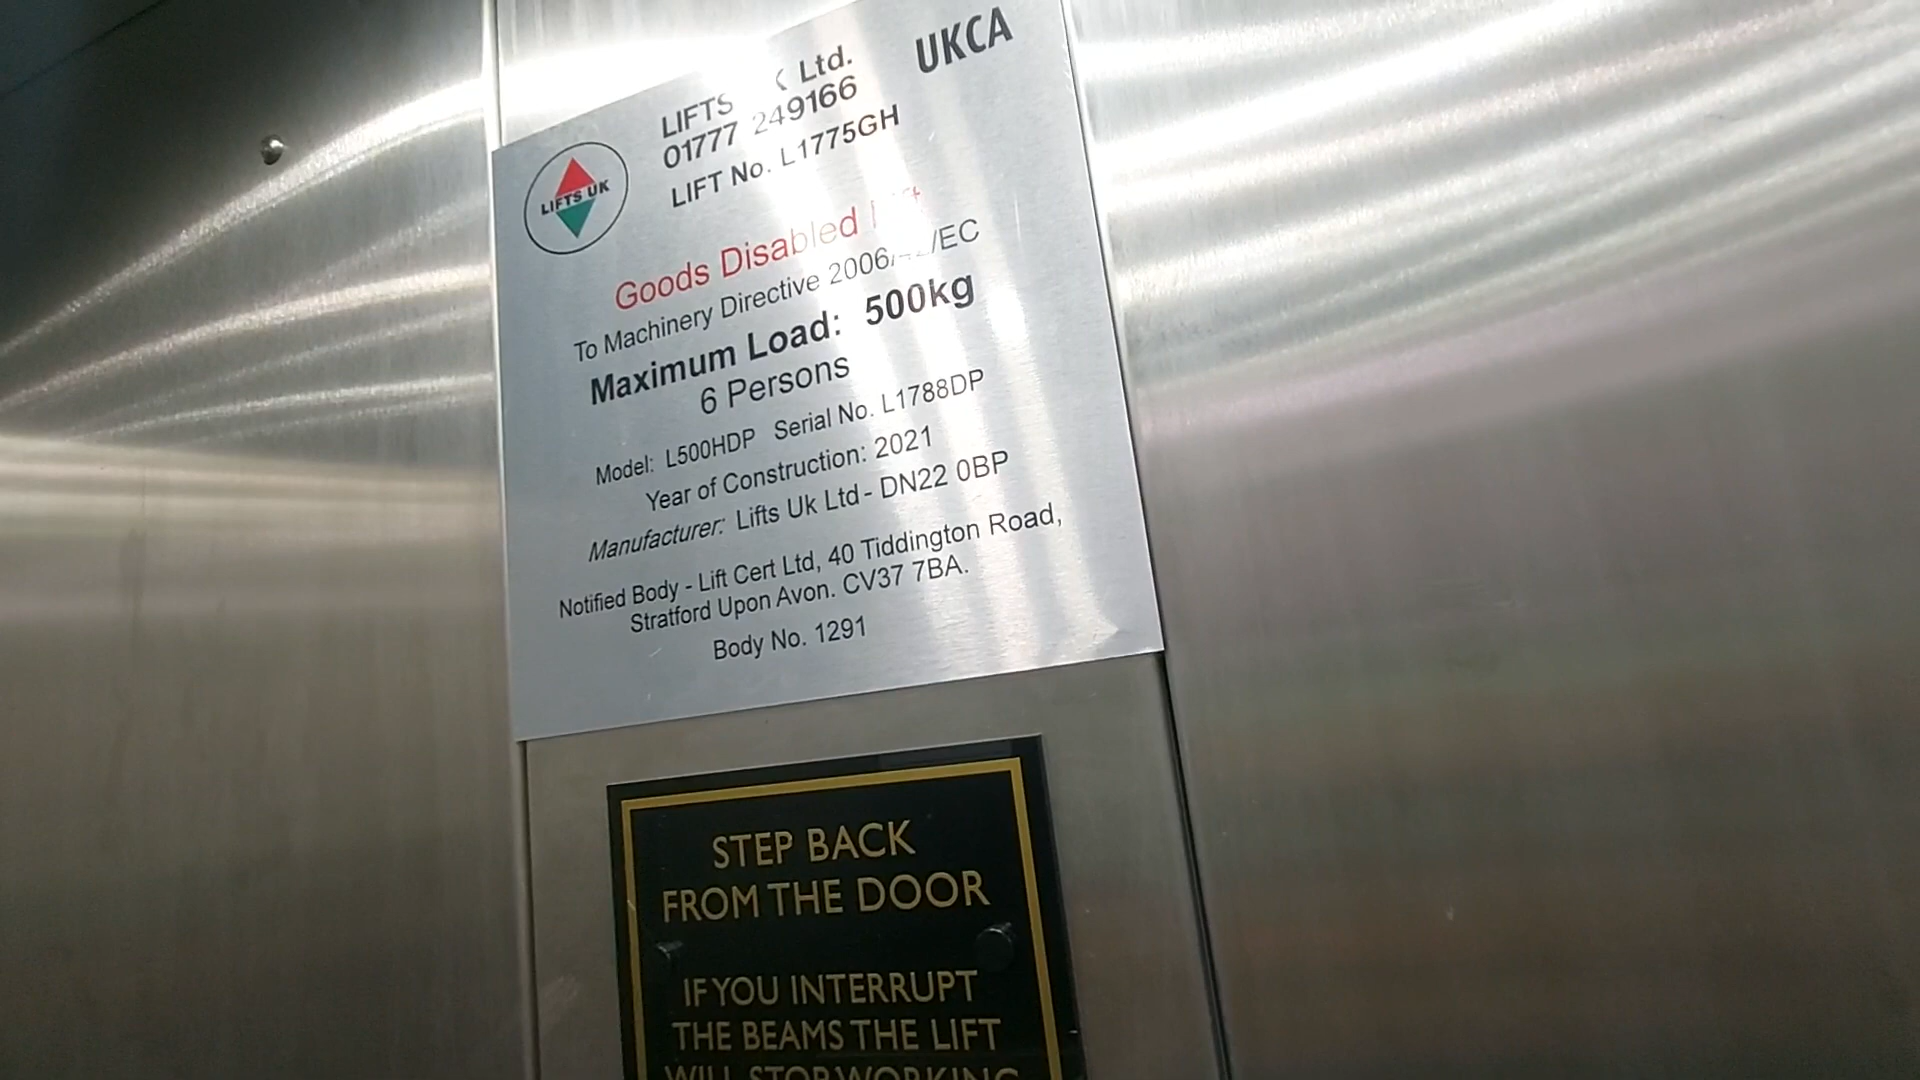 LIFTS Ltd.
01777 249166
UKCA
LIFT No. L1775GH
LIFTS UK
Goods Disabled
To Machinery Directive
Maximum Load: 500kg
6 Persons
Model: L500HDP Serial No. L1788DP
Year of Construction: 2021
Manufacturer: Lifts Uk Ltd - DN22 0BP
Notified Body - Lift Cert Ltd, 40 Tiddington Road,
Stratford Upon Avon. CV37 7BA.
Body No. 1291
STEP BACK
FROM THE DOOR
IF YOU INTERRUPT
THE BEAMS THE LIFT
WILL STOP WORKING